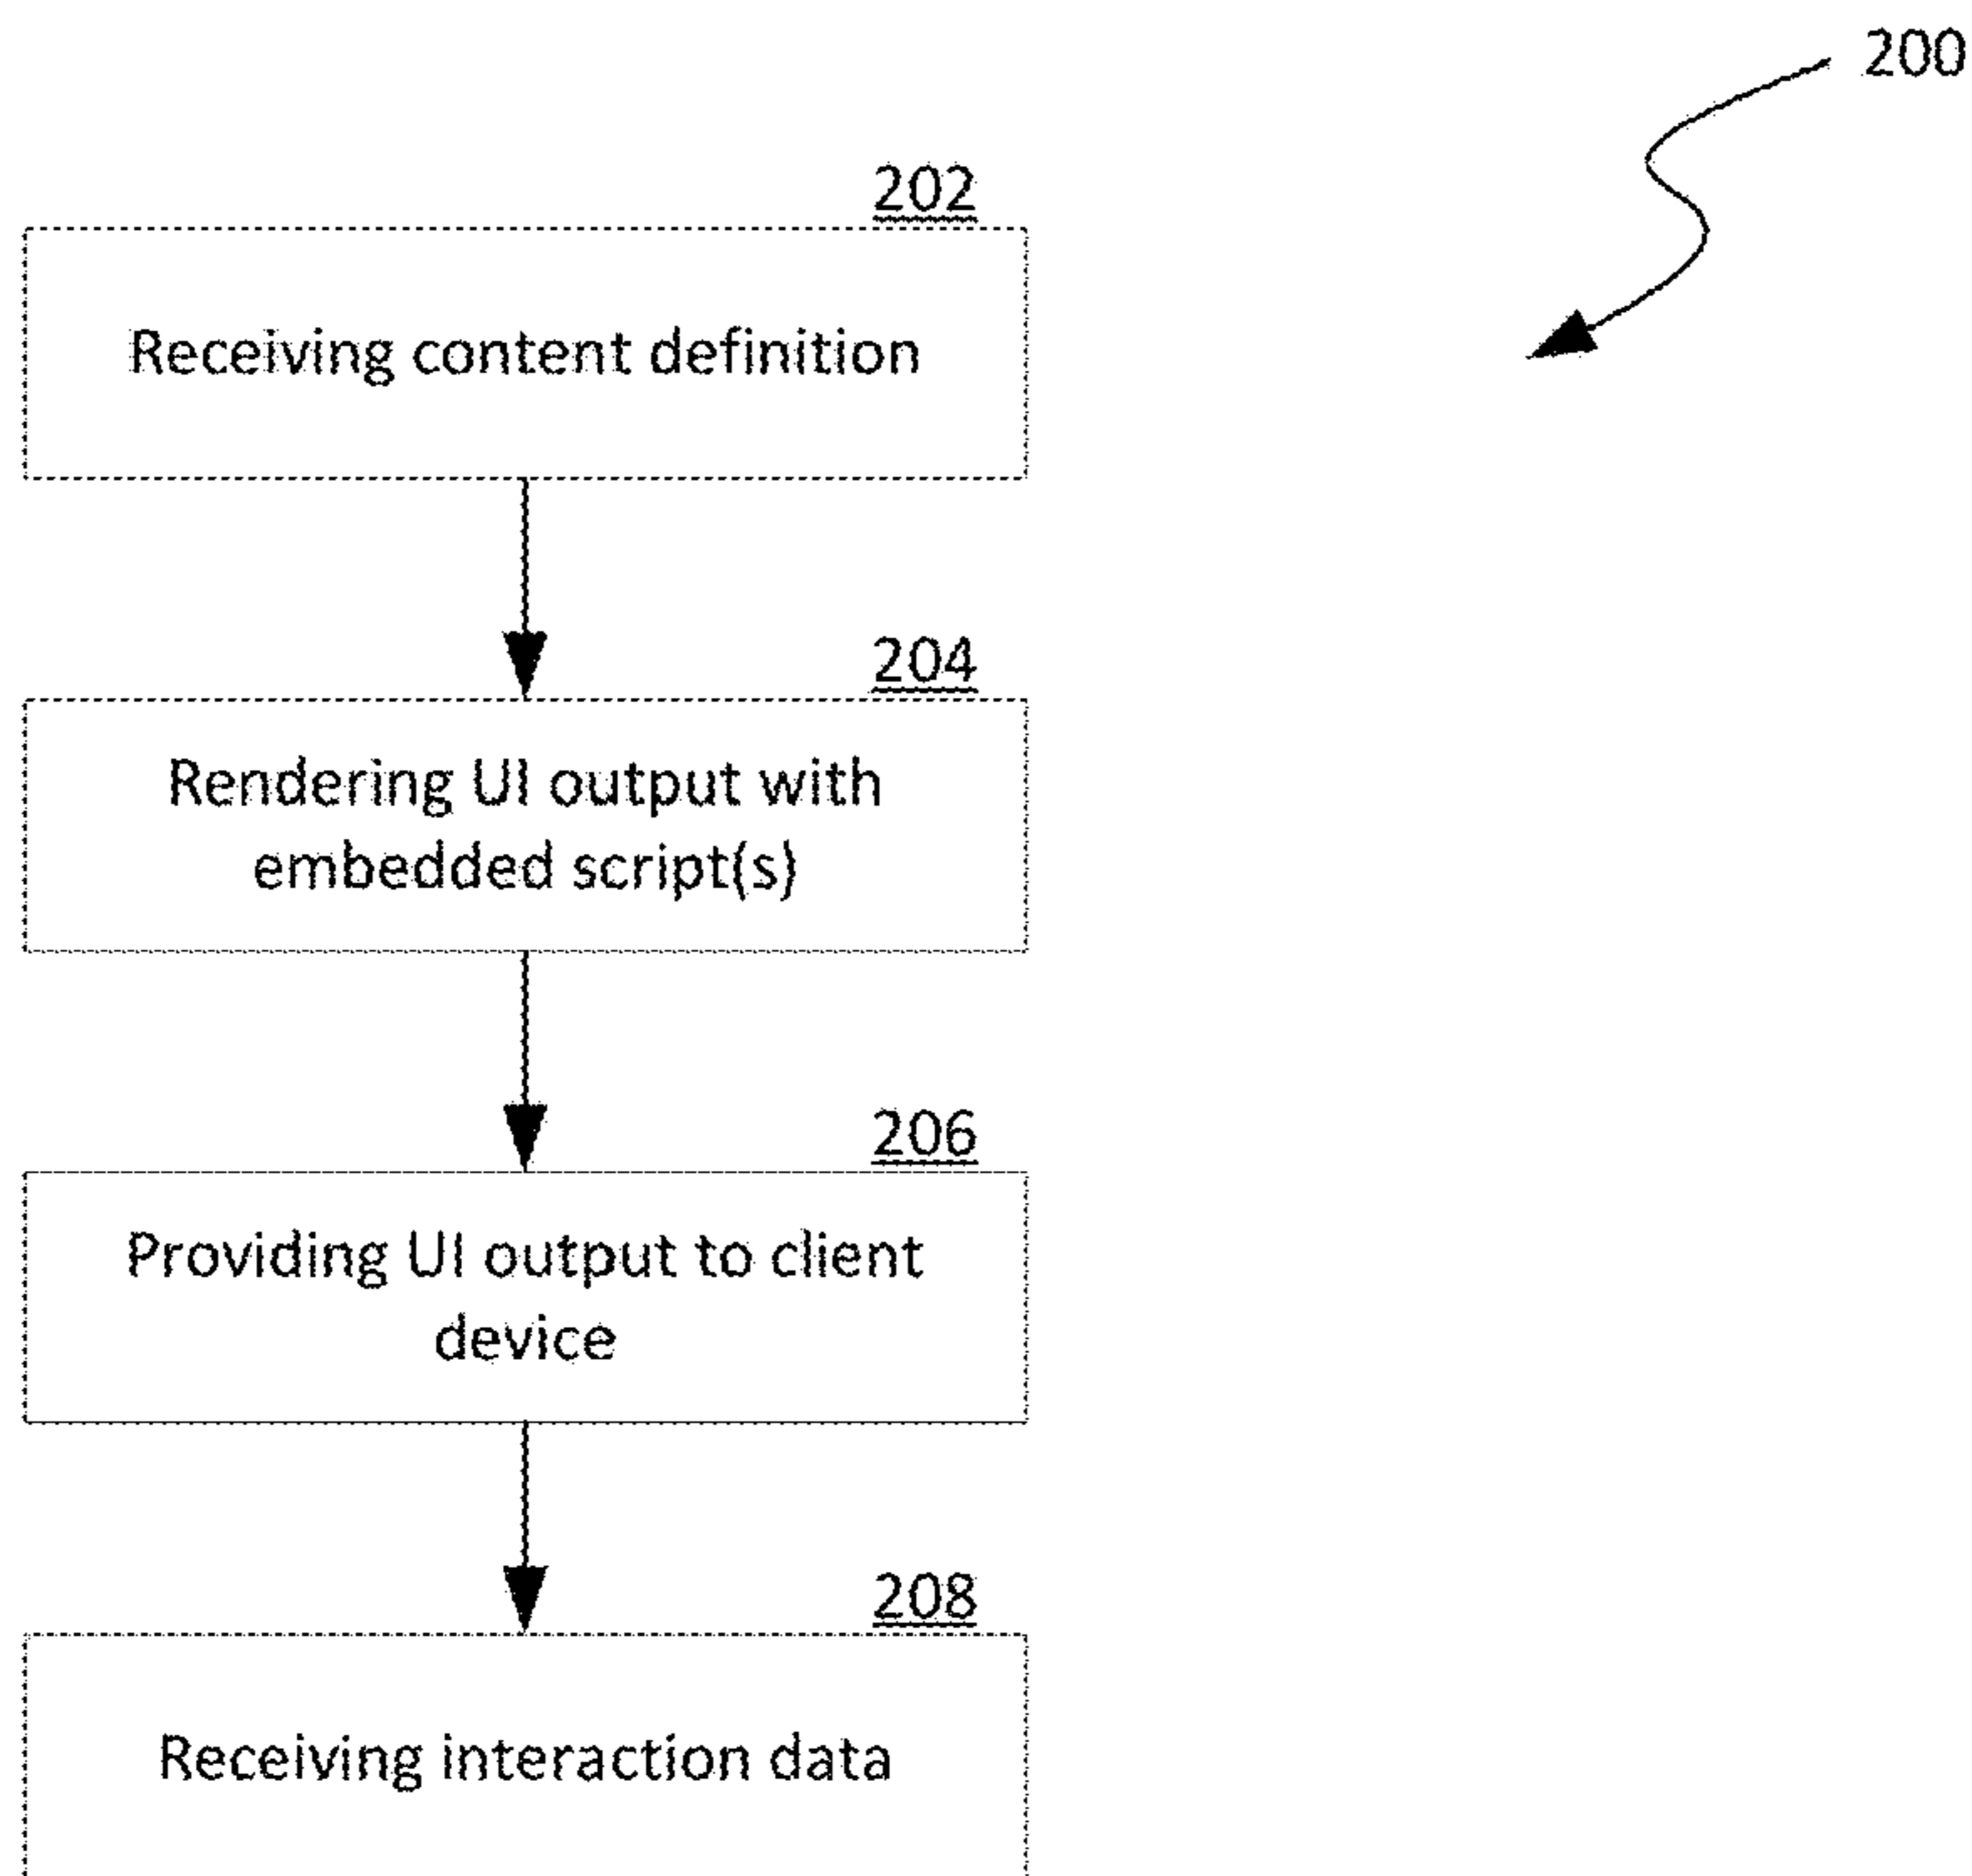 200
202
Receiving content definition
204
Rendering UI output with
embedded script(s)
206
Providing UI output to client
device
208
Receiving interaction data